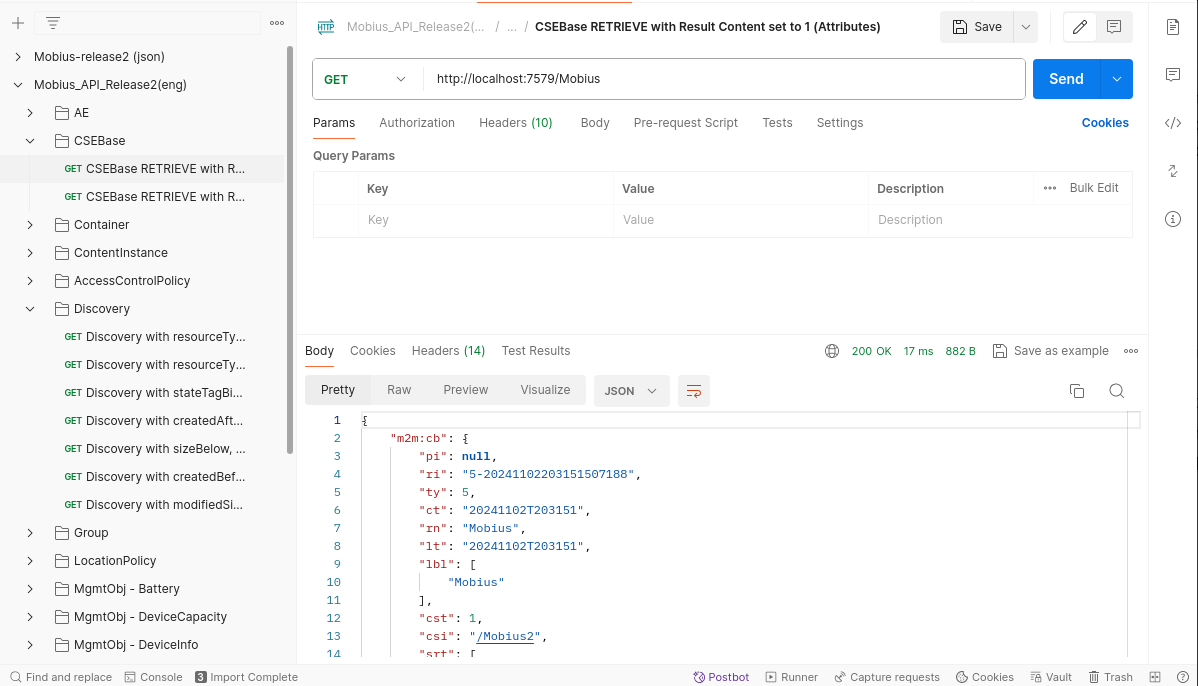 Mobius-release2 (json)
Mobius_API_Release2(eng)
AE
CSEBase
GET CSEBase RETRIEVE with R...
GET CSEBase RETRIEVE with R...
Container
ContentInstance
AccessControlPolicy
Discovery
GET Discovery with resourceTy...
GET Discovery with resourceTy...
GET Discovery with stateTagBi...
GET Discovery with createdAft...
GET Discovery with sizeBelow, ...
GET Discovery with createdBef...
GET Discovery with modifiedSi...
Group
LocationPolicy
MgmtObj - Battery
MgmtObj - DeviceCapacity
MgmtObj - DeviceInfo
HTTP Mobius_API_Release2(... / ... / CSEBase RETRIEVE with Result Content set to 1 (Attributes)
Save
GET http://localhost:7579/Mobius
Send
Params Authorization Headers (10) Body Pre-request Script Tests Settings Cookies
Query Params
Key Value Description Bulk Edit
Key Value Description
Body Cookies Headers (14) Test Results 200 OK 17 ms 882 B Save as example
Pretty Raw Preview Visualize JSON
1 {
2 "m2m:cb": {
3 "pi": null,
4 "ri": "5-20241102203151507188",
5 "ty": 5,
6 "ct": "20241102T203151",
7 "rn": "Mobius",
8 "lt": "20241102T203151",
9 "lbl": [
10 "Mobius"
11 ],
12 "cst": 1,
13 "csi": "/Mobius2",
14 "srt": [
Find and replace Console 3 Import Complete Postbot Runner Capture requests Cookies Vault Trash